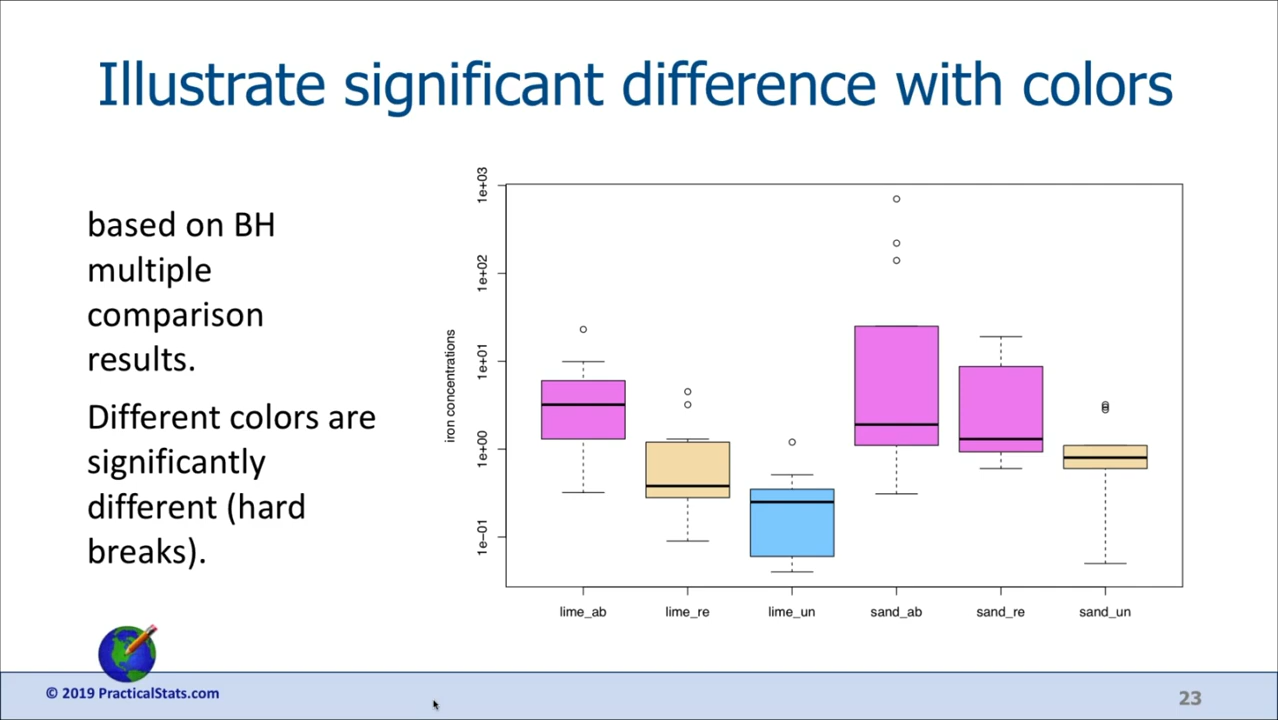 Illustrate significant difference with colors
based on BH
multiple
comparison
results.
Different colors are
significantly
different (hard
breaks).
iron concentrations
1e+03
1e+02
1e+01
1e+00
1e−01
lime_ab
lime_re
lime_un
sand_ab
sand_re
sand_un
© 2019 PracticalStats.com
23